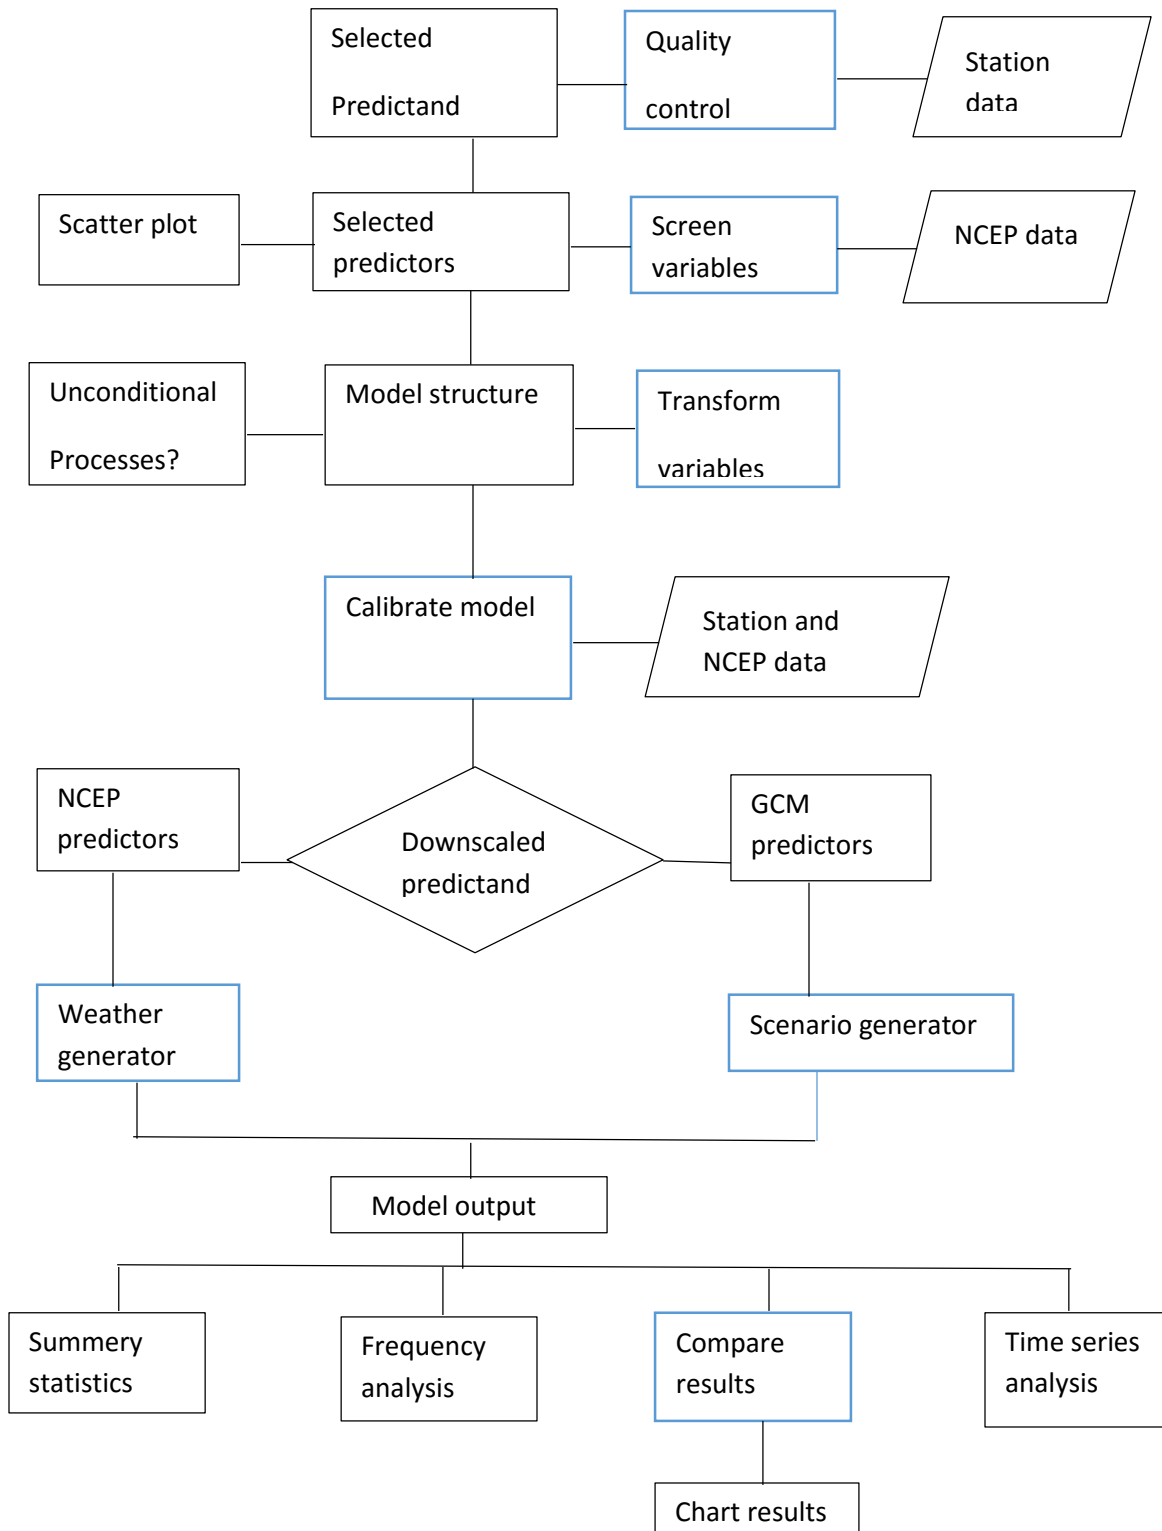 Selected
Predictand
Quality
control
Station
data
Scatter plot
Selected
predictors
Screen
variables
NCEP data
Unconditional
Processes?
Model structure
Transform
variables
Calibrate model
Station and
NCEP data
NCEP
predictors
Downscaled
predictand
GCM
predictors
Weather
generator
Scenario generator
Model output
Summery
statistics
Frequency
analysis
Compare
results
Time series
analysis
Chart results